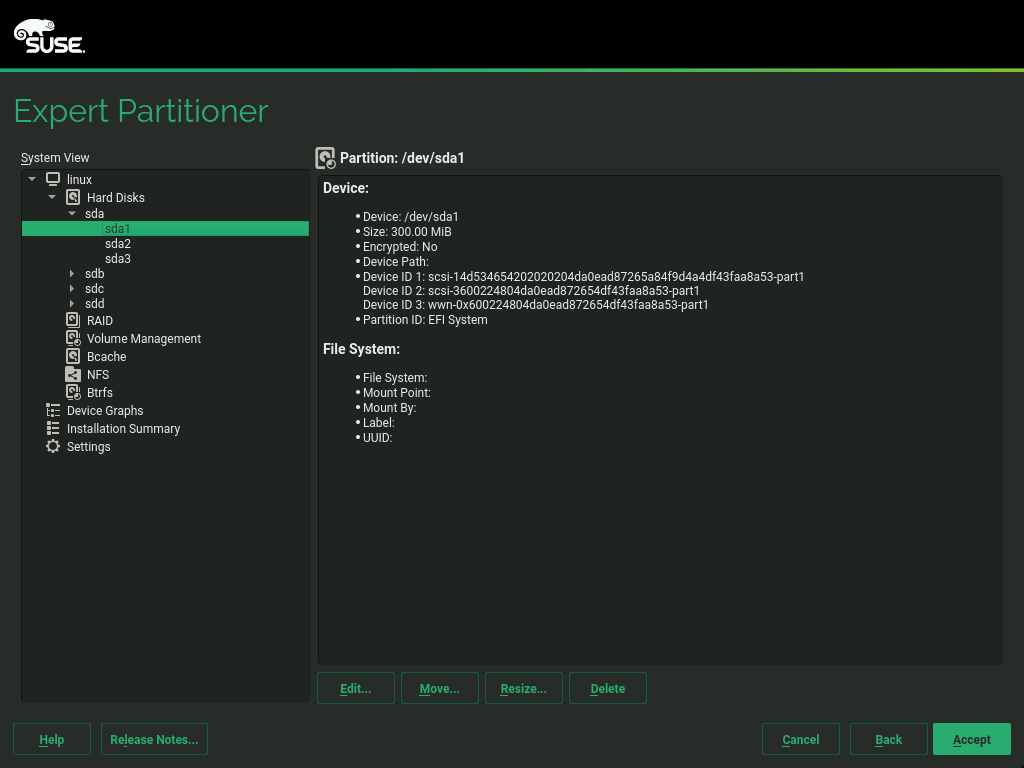 SUSE.
Expert Partitioner
System View
linux
Hard Disks
sda
sda1
sda2
sda3
sdb
sdc
sdd
RAID
Volume Management
Bcache
NFS
Btrfs
Device Graphs
Installation Summary
Settings
Partition: /dev/sda1
Device:
• Device: /dev/sda1
• Size: 300.00 MiB
• Encrypted: No
• Device Path:
• Device ID 1: scsi-14d534654202020204da0ead87265a84f9d4a4df43faa8a53-part1
Device ID 2: scsi-3600224804da0ead872654df43faa8a53-part1
Device ID 3: wwn-0x600224804da0ead872654df43faa8a53-part1
• Partition ID: EFI System
File System:
• File System:
• Mount Point:
• Mount By:
• Label:
• UUID:
Edit... Move... Resize... Delete
Help Release Notes... Cancel Back Accept